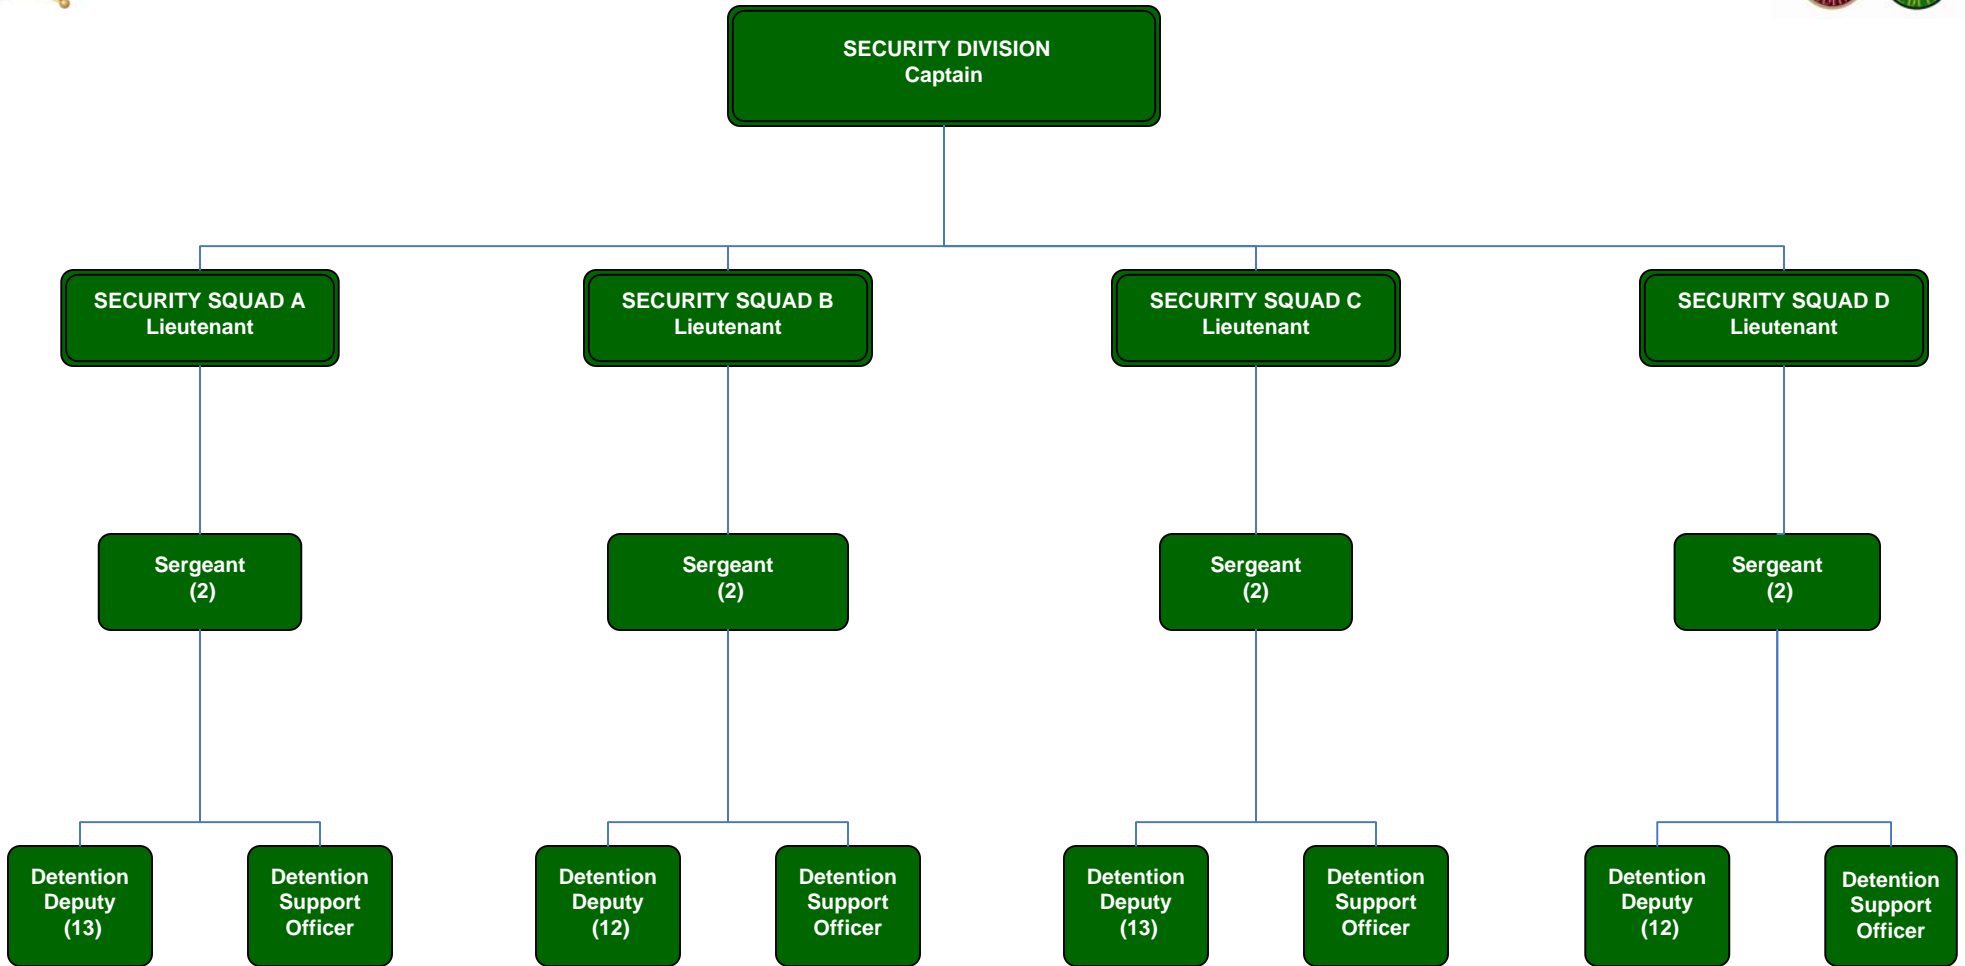 SECURITY DIVISION
Captain
SECURITY SQUAD A
Lieutenant
SECURITY SQUAD B
Lieutenant
SECURITY SQUAD C
Lieutenant
SECURITY SQUAD D
Lieutenant
Sergeant
(2)
Sergeant
(2)
Sergeant
(2)
Sergeant
(2)
Detention
Deputy
(13)
Detention
Support
Officer
Detention
Deputy
(12)
Detention
Support
Officer
Detention
Deputy
(13)
Detention
Support
Officer
Detention
Deputy
(12)
Detention
Support
Officer